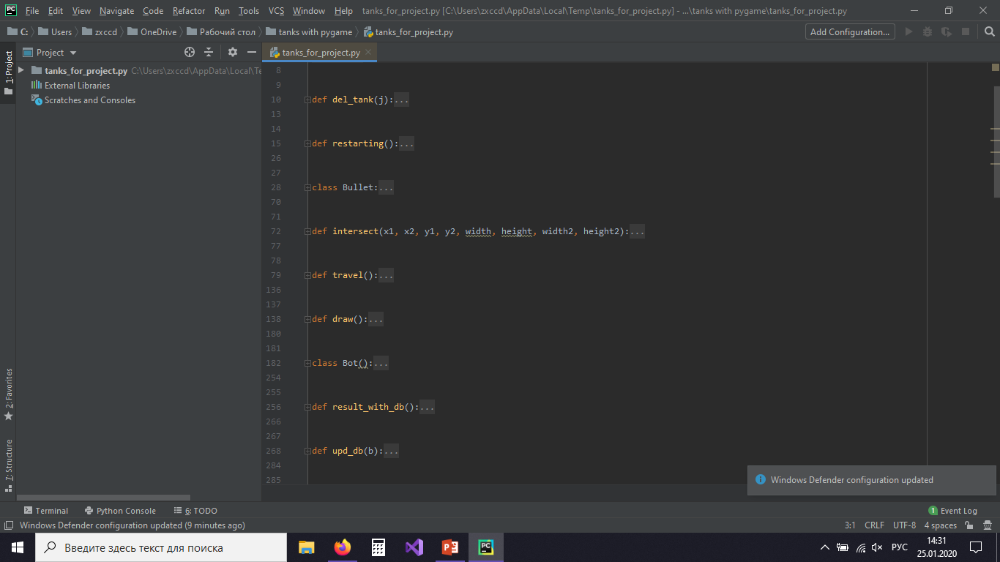 PC File Edit View Navigate Code Refactor Run Tools VCS Window Help tanks_for_project.py [C:\Users\zxccd\AppData\Local\Temp\tanks_for_project.py] - ...\tanks with pygame\tanks_for_project.py
C: Users zxccd OneDrive Рабочий стол tanks with pygame tanks_for_project.py Add Configuration...
1: Project
Project
tanks_for_project.py C:\Users\zxccd\AppData\Local\Te
External Libraries
Scratches and Consoles
2: Favorites
7: Structure
tanks_for_project.py
8
9
10 def del_tank(j):...
13
14
15 def restarting():...
26
27
28 class Bullet:...
70
71
72 def intersect(x1, x2, y1, y2, width, height, width2, height2):...
77
78
79 def travel():...
136
137
138 def draw():...
180
181
182 class Bot():...
254
255
256 def result_with_db():...
266
267
268 def upd_db(b):...
284
285
Windows Defender configuration updated
Terminal Python Console 6: TODO 1 Event Log
Windows Defender configuration updated (9 minutes ago) 3:1 CRLF UTF-8 4 spaces
Введите здесь текст для поиска PC РУС 14:31
25.01.2020